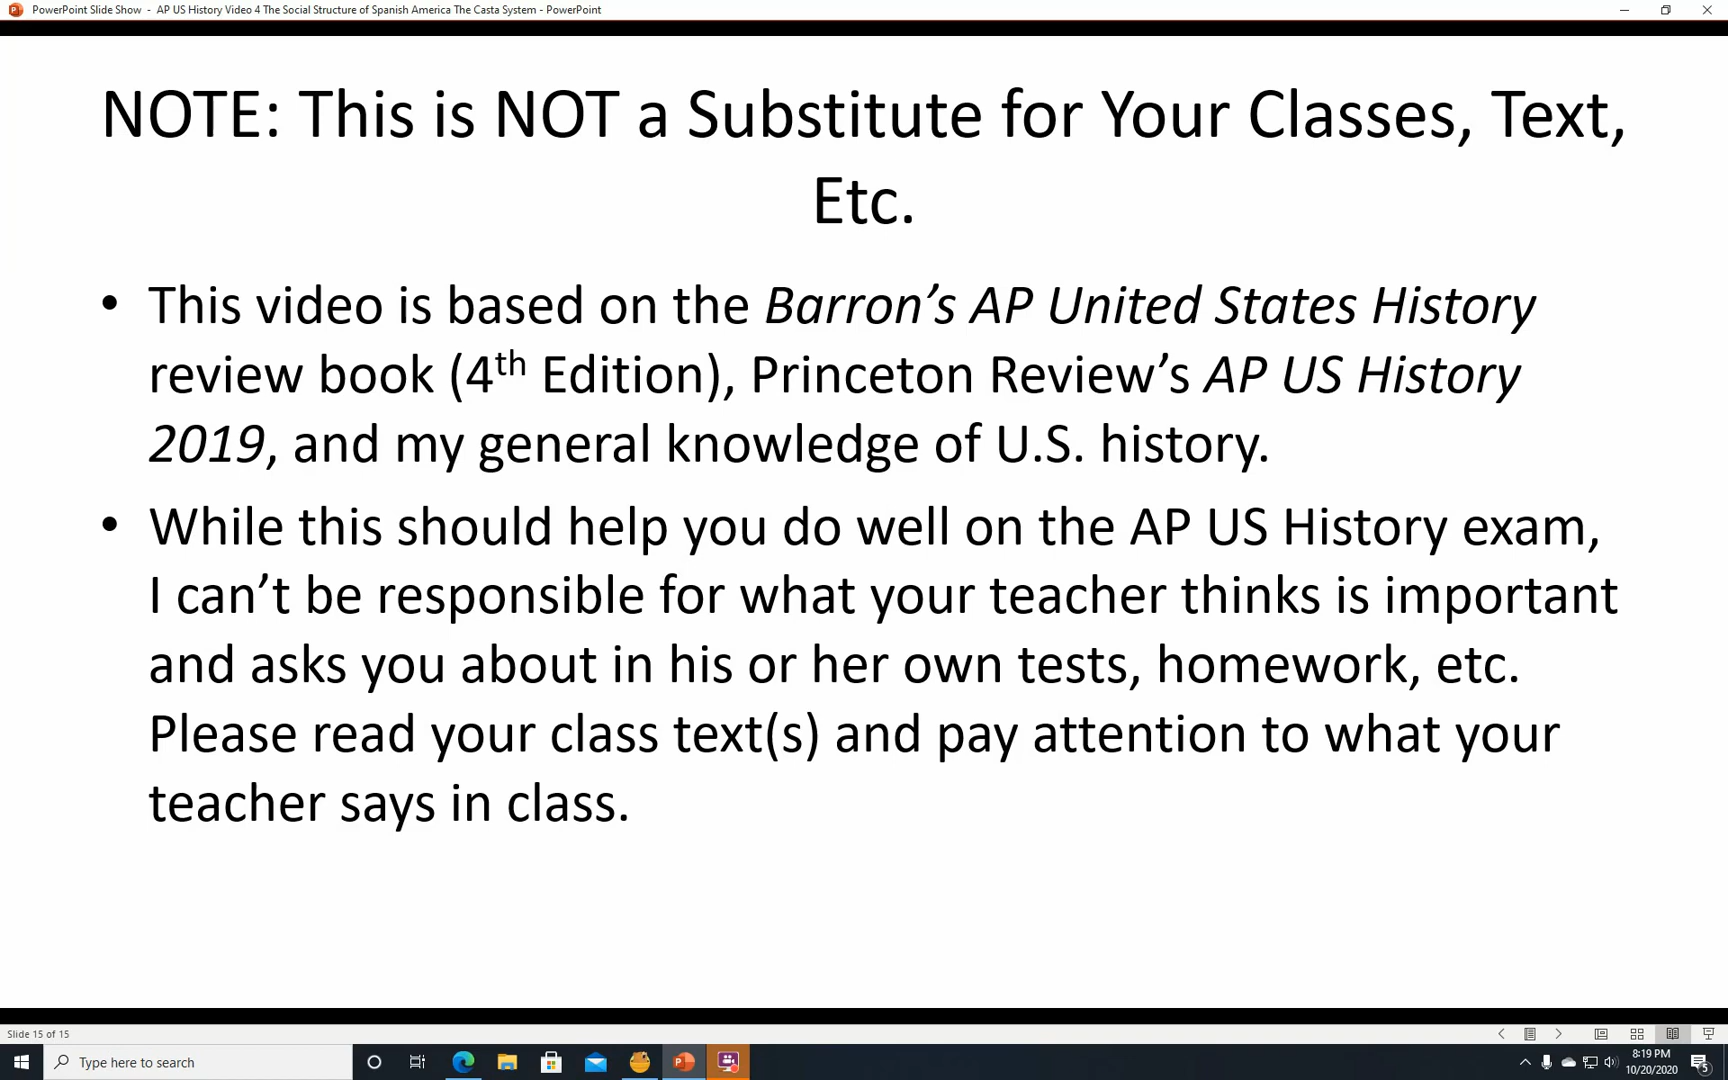 PowerPoint Slide Show - AP US History Video 4 The Social Structure of Spanish America The Casta System - PowerPoint
NOTE: This is NOT a Substitute for Your Classes, Text,
Etc.
• This video is based on the Barron’s AP United States History
review book (4th Edition), Princeton Review’s AP US History
2019, and my general knowledge of U.S. history.
• While this should help you do well on the AP US History exam,
I can’t be responsible for what your teacher thinks is important
and asks you about in his or her own tests, homework, etc.
Please read your class text(s) and pay attention to what your
teacher says in class.
Slide 15 of 15
Type here to search
8:19 PM
10/20/2020
5